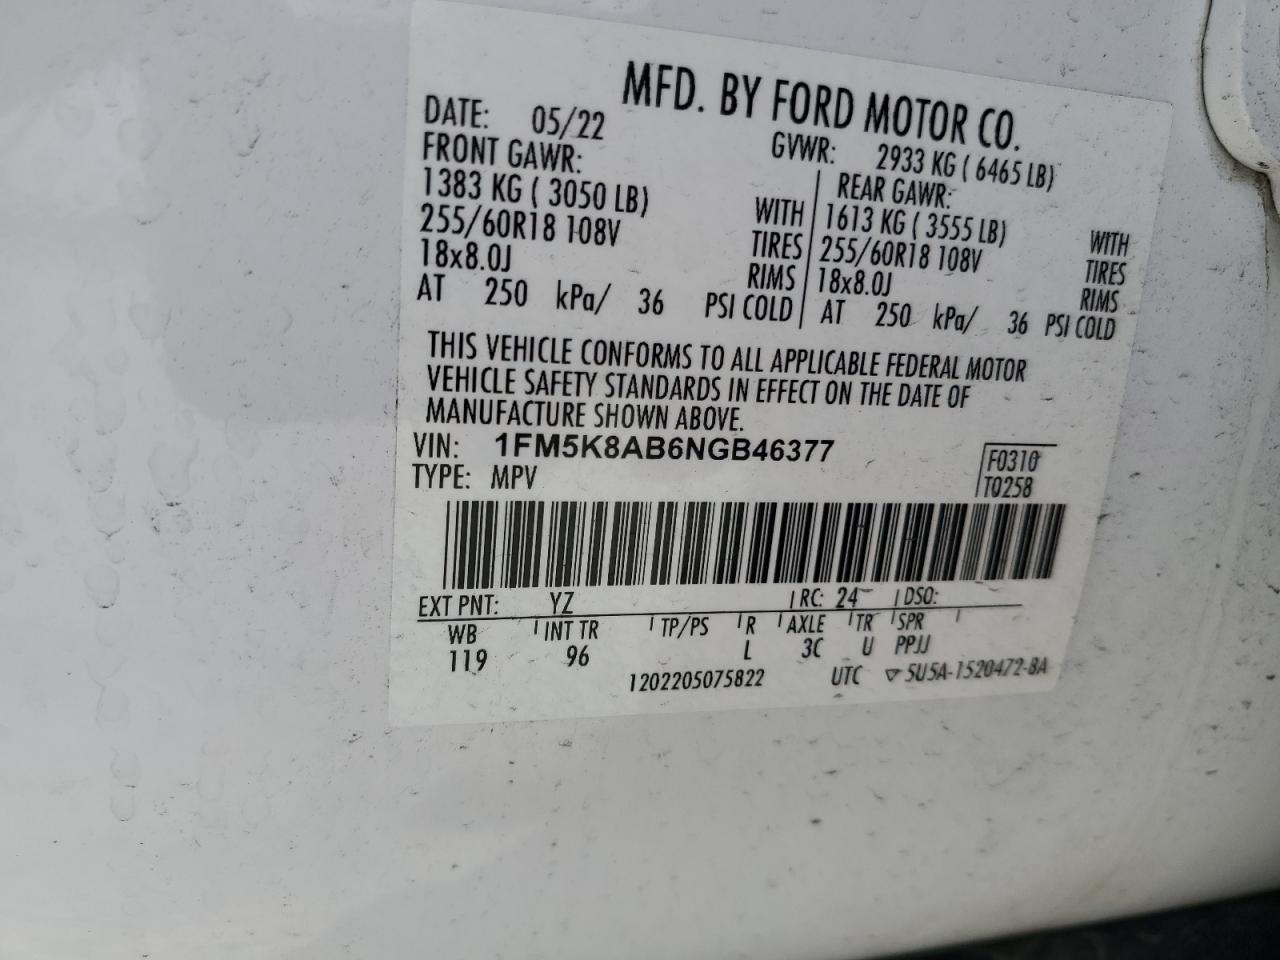 MFD. BY FORD MOTOR CO.
DATE: 05/22 GVWR: 2933 KG ( 6465 LB)
FRONT GAWR: REAR GAWR:
1383 KG ( 3050 LB) WITH 1613 KG ( 3555 LB) WITH
255/60R18 108V TIRES 255/60R18 108V TIRES
18x8.0J RIMS 18x8.0J RIMS
AT 250 kPa/ 36 PSI COLD AT 250 kPa/ 36 PSI COLD
THIS VEHICLE CONFORMS TO ALL APPLICABLE FEDERAL MOTOR
VEHICLE SAFETY STANDARDS IN EFFECT ON THE DATE OF
MANUFACTURE SHOWN ABOVE.
VIN: 1FM5K8AB6NGB46377 F0310
TYPE: MPV T0258
EXT PNT: YZ RC: 24 DSO:
WB INT TR TP/PS R AXLE TR SPR
119 96 L 3C U PPJJ
1202205075822 UTC ▽ 5U5A-1520472-BA